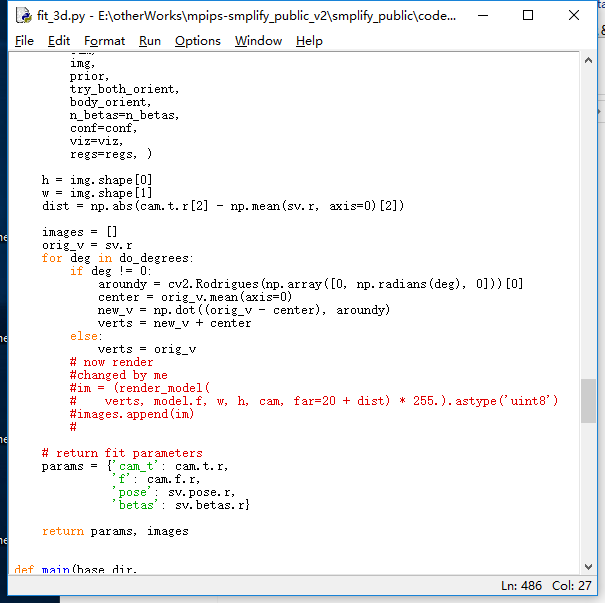 fit_3d.py - E:\otherWorks\mpips-smplify_public_v2\smplify_public\code...
File Edit Format Run Options Window Help
img,
prior,
try_both_orient,
body_orient,
n_betas=n_betas,
conf=conf,
viz=viz,
regs=regs, )
h = img.shape[0]
w = img.shape[1]
dist = np.abs(cam.t.r[2] - np.mean(sv.r, axis=0)[2])
images = []
orig_v = sv.r
for deg in do_degrees:
if deg != 0:
aroundy = cv2.Rodrigues(np.array([0, np.radians(deg), 0]))[0]
center = orig_v.mean(axis=0)
new_v = np.dot((orig_v - center), aroundy)
verts = new_v + center
else:
verts = orig_v
# now render
#changed by me
#im = (render_model(
#    verts, model.f, w, h, cam, far=20 + dist) * 255.).astype('uint8')
#images.append(im)
#
# return fit parameters
params = {'cam_t': cam.t.r,
'f': cam.f.r,
'pose': sv.pose.r,
'betas': sv.betas.r}
return params, images
def main(base_dir,
Ln: 486 Col: 27